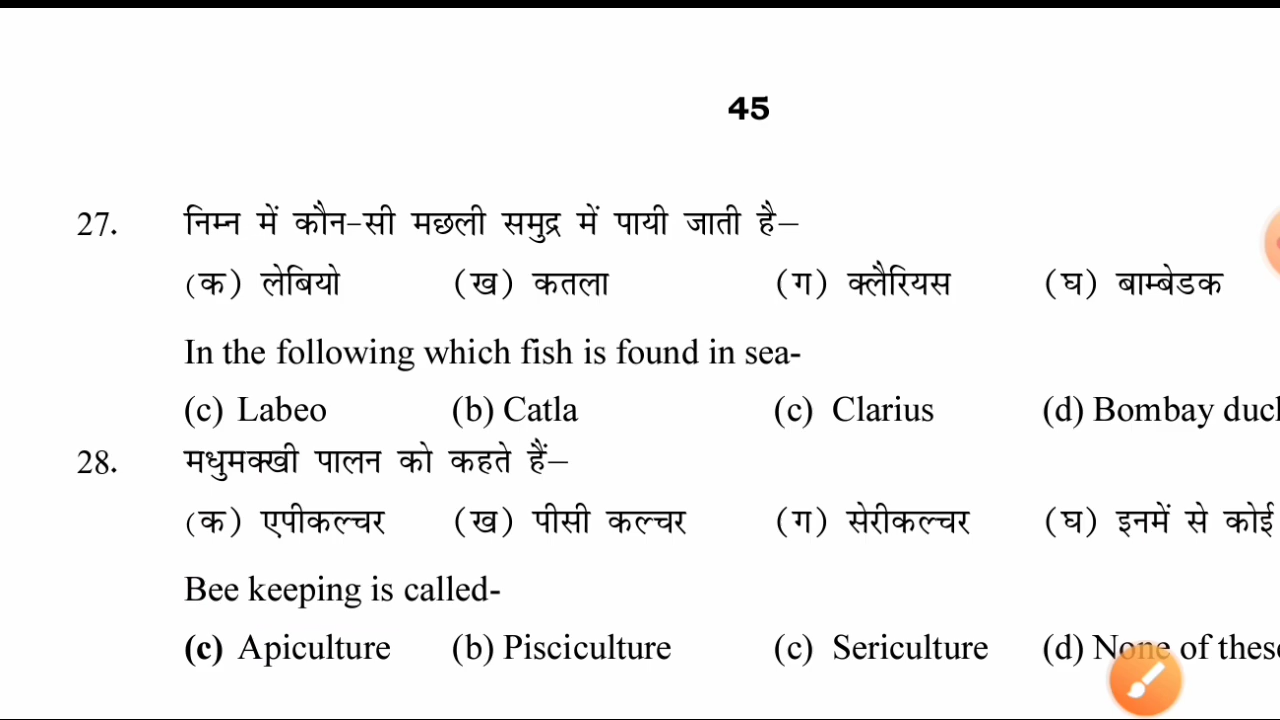 45
27. निम्न में कौन-सी मछली समुद्र में पायी जाती है–
(क) लेबियो (ख) कतला (ग) क्लैरियस (घ) बाम्बेडक
In the following which fish is found in sea-
(c) Labeo (b) Catla (c) Clarius (d) Bombay duc
28. मधुमक्खी पालन को कहते हैं–
(क) एपीकल्चर (ख) पीसी कल्चर (ग) सेरीकल्चर (घ) इनमें से कोई
Bee keeping is called-
(c) Apiculture (b) Pisciculture (c) Sericulture (d) None of these